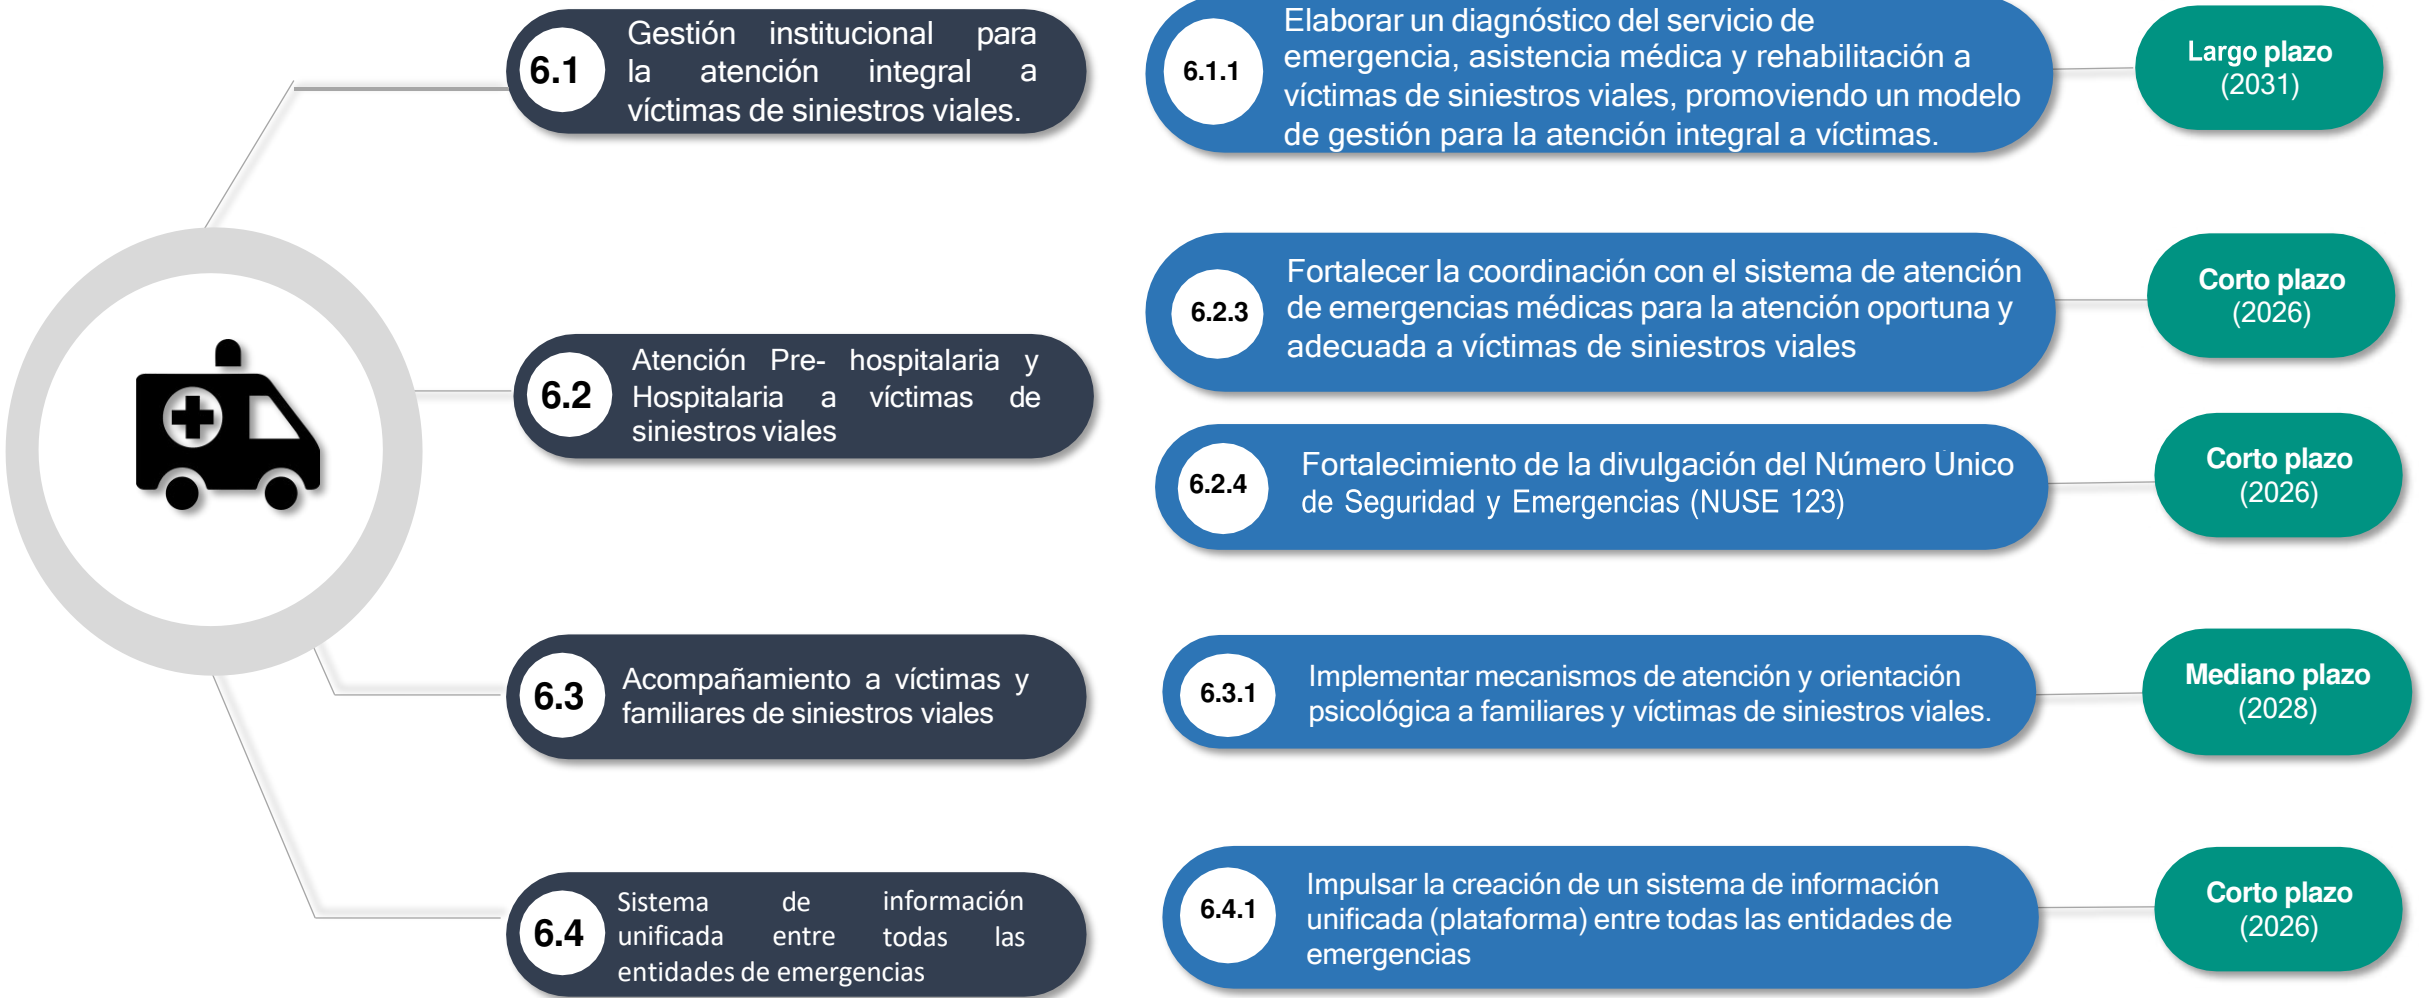 6.1
Gestión institucional para
la atención integral a
víctimas de siniestros viales.
6.1.1
Elaborar un diagnóstico del servicio de
emergencia, asistencia médica y rehabilitación a
víctimas de siniestros viales, promoviendo un modelo
de gestión para la atención integral a víctimas.
Largo plazo
(2031)
6.2
Atención Pre- hospitalaria y
Hospitalaria a víctimas de
siniestros viales
6.2.3
Fortalecer la coordinación con el sistema de atención
de emergencias médicas para la atención oportuna y
adecuada a víctimas de siniestros viales
Corto plazo
(2026)
6.2.4
Fortalecimiento de la divulgación del Número Único
de Seguridad y Emergencias (NUSE 123)
Corto plazo
(2026)
6.3
Acompañamiento a víctimas y
familiares de siniestros viales
6.3.1
Implementar mecanismos de atención y orientación
psicológica a familiares y víctimas de siniestros viales.
Mediano plazo
(2028)
6.4
Sistema de información
unificada entre todas las
entidades de emergencias
6.4.1
Impulsar la creación de un sistema de información
unificada (plataforma) entre todas las entidades de
emergencias
Corto plazo
(2026)